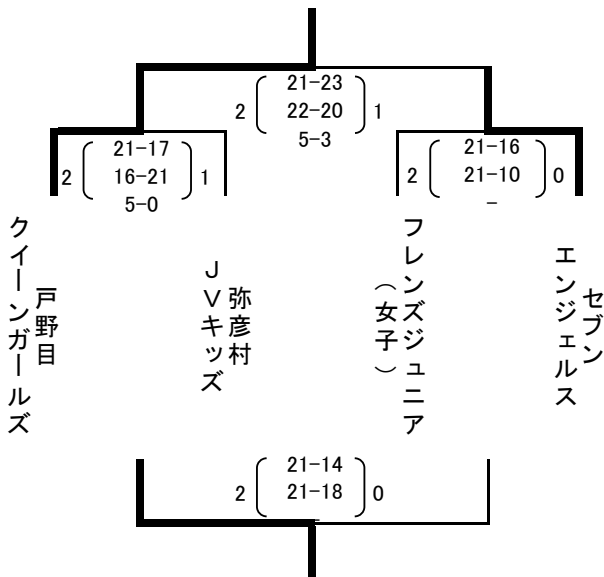 21-23
2 22-20 1
5-3
21-17
2 16-21 1
5-0
21-16
2 21-10 0
-
戸野目
クイーンガールズ
弥彦村
JVキッズ
フレンズジュニア
（女子）
セブン
エンジェルス
21-14
2 21-18 0
-